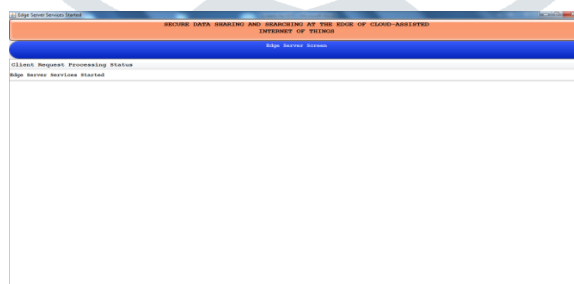 Edge Server Services Started
SECURE DATA SHARING AND SEARCHING AT THE EDGE OF CLOUD-ASSISTED
INTERNET OF THINGS
Edge Server Screen
Client Request Processing Status
Edge Server Services Started